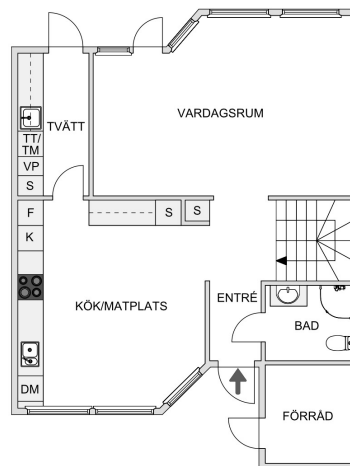 VARDAGSRUM
TVÄTT
TT/
TM
VP
S
F
S
S
K
ENTRÉ
KÖK/MATPLATS
BAD
DM
FÖRRÅD